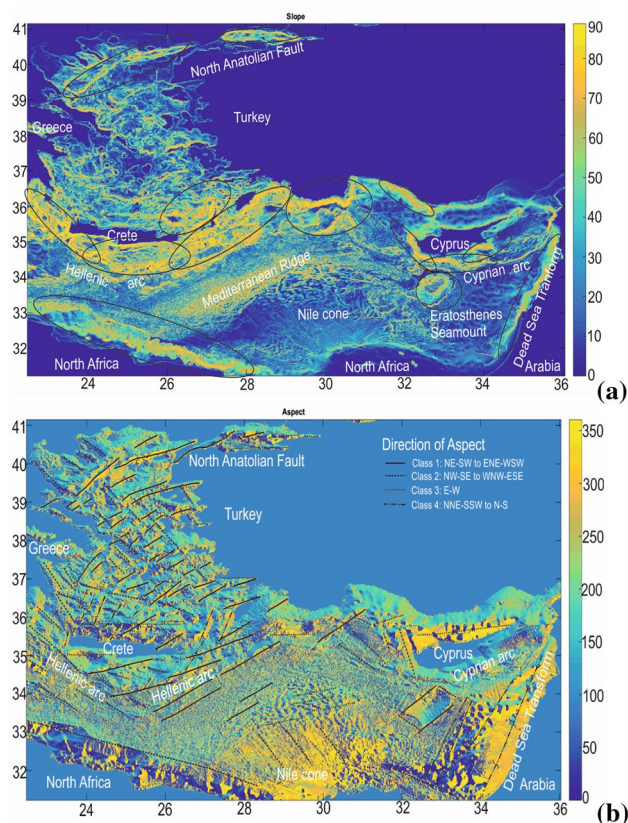 Slope
41
40
39
38
37
36
35
34
33
32
24
26
28
30
32
34
36
90
80
70
60
50
40
30
20
10
0
North Anatolian Fault
Greece
Turkey
Crete
Hellenic arc
Mediterranean Ridge
Cyprus
Cyprian arc
Nile cone
Eratosthenes
Seamount
Dead Sea Tranform
North Africa
North Africa
Arabia
(a)
Aspect
41
40
39
38
37
36
35
34
33
32
24
26
28
30
32
34
36
350
300
250
200
150
100
50
0
Direction of Aspect
Class 1: NE-SW to ENE-WSW
Class 2: NW-SE to WNW-ESE
Class 3: E-W
Class 4: NNE-SSW to N-S
North Anatolian Fault
Turkey
Greece
Crete
Hellenic arc
Hellenic arc
Cyprus
Cyprian arc
Dead Sea Transform
Nile cone
North Africa
Arabia
(b)